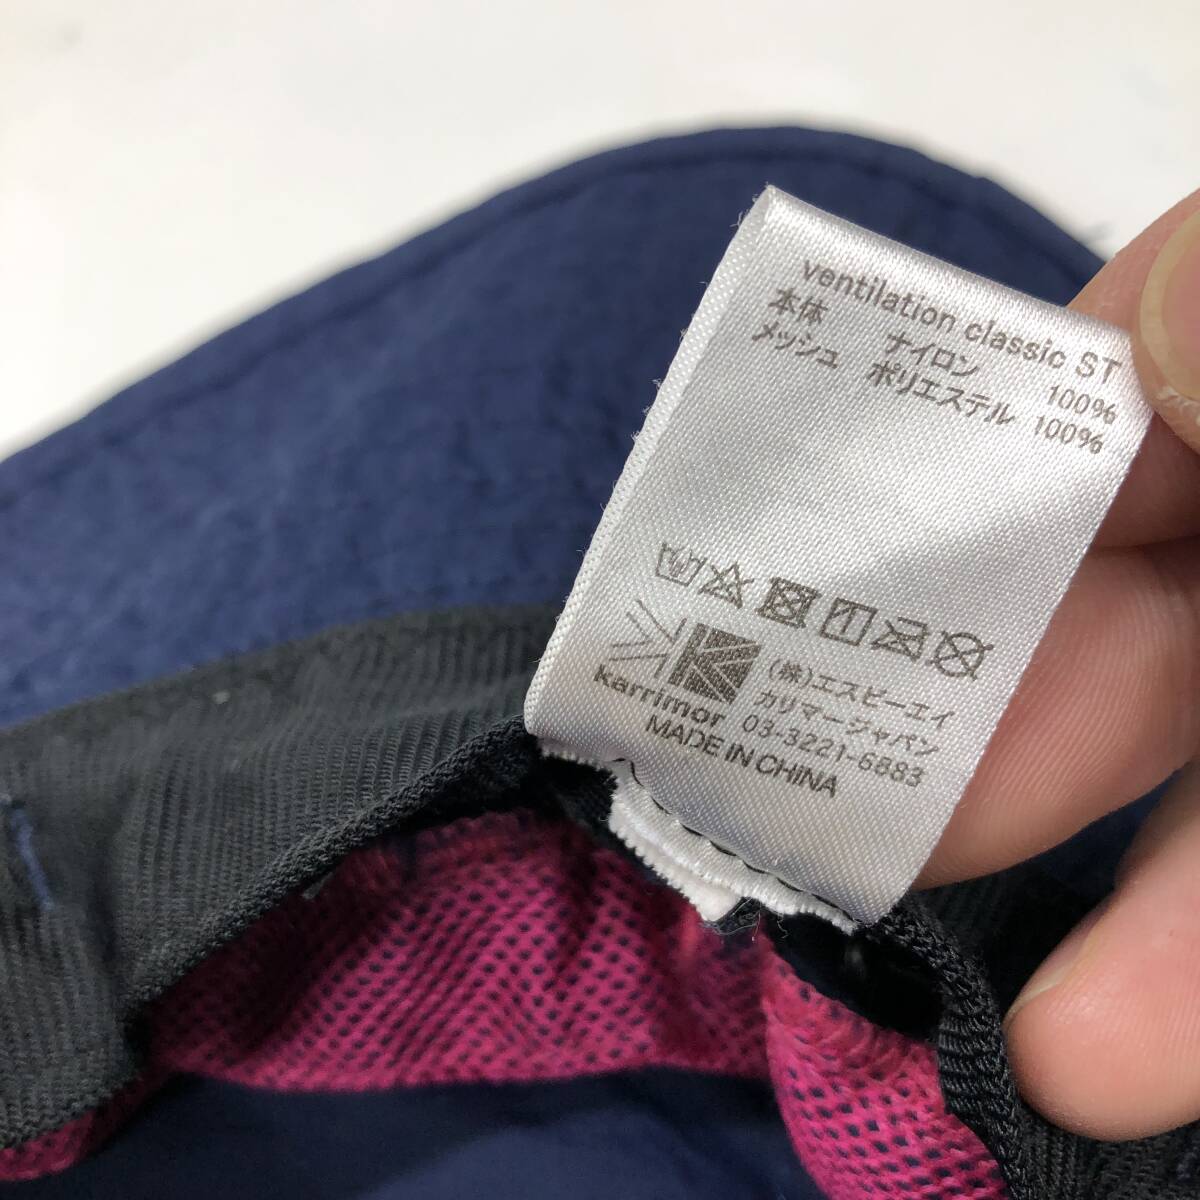 ventilation classic ST
本体 ナイロン 100%
メッシュ ポリエステル 100%
karrimor
(株)エスビーエイ
カリマージャパン
03-3221-6883
MADE IN CHINA